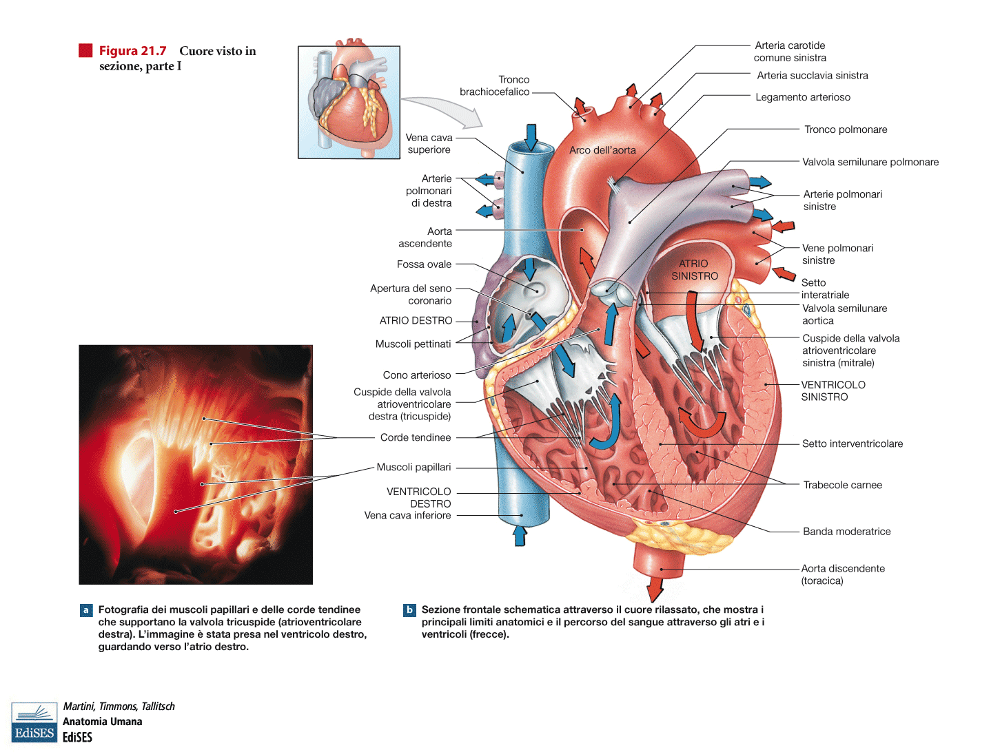 Figura 21.7 Cuore visto in
sezione, parte I
Tronco
brachiocefalico
Vena cava
superiore
Arterie
polmonari
di destra
Aorta
ascendente
Fossa ovale
Apertura del seno
coronario
ATRIO DESTRO
Muscoli pettinati
Cono arterioso
Cuspide della valvola
atrioventricolare
destra (tricuspide)
Corde tendinee
Muscoli papillari
VENTRICOLO
DESTRO
Vena cava inferiore
Arco dell'aorta
ATRIO
SINISTRO
Arteria carotide
comune sinistra
Arteria succlavia sinistra
Legamento arterioso
Tronco polmonare
Valvola semilunare polmonare
Arterie polmonari
sinistre
Vene polmonari
sinistre
Setto
interatriale
Valvola semilunare
aortica
Cuspide della valvola
atrioventricolare
sinistra (mitrale)
VENTRICOLO
SINISTRO
Setto interventricolare
Trabecole carnee
Banda moderatrice
Aorta discendente
(toracica)
a Fotografia dei muscoli papillari e delle corde tendinee
che supportano la valvola tricuspide (atrioventricolare
destra). L'immagine è stata presa nel ventricolo destro,
guardando verso l'atrio destro.
b Sezione frontale schematica attraverso il cuore rilassato, che mostra i
principali limiti anatomici e il percorso del sangue attraverso gli atri e i
ventricoli (frecce).
EdiSES
Martini, Timmons, Tallitsch
Anatomia Umana
EdiSES